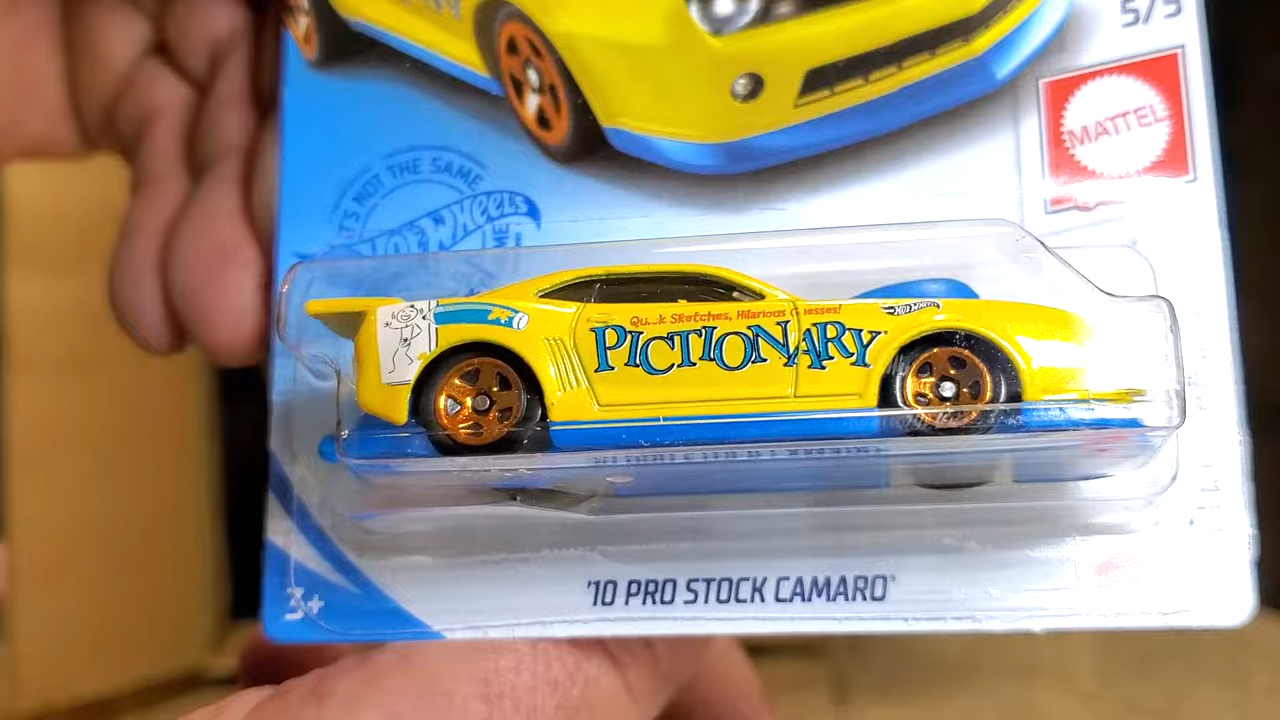 5/5
MATTEL
IT'S NOT THE SAME
HOT WHEELS
HOT WHEELS
Quick Sketches, Hilarious Guesses!
PICTIONARY
'10 PRO STOCK CAMARO
3+